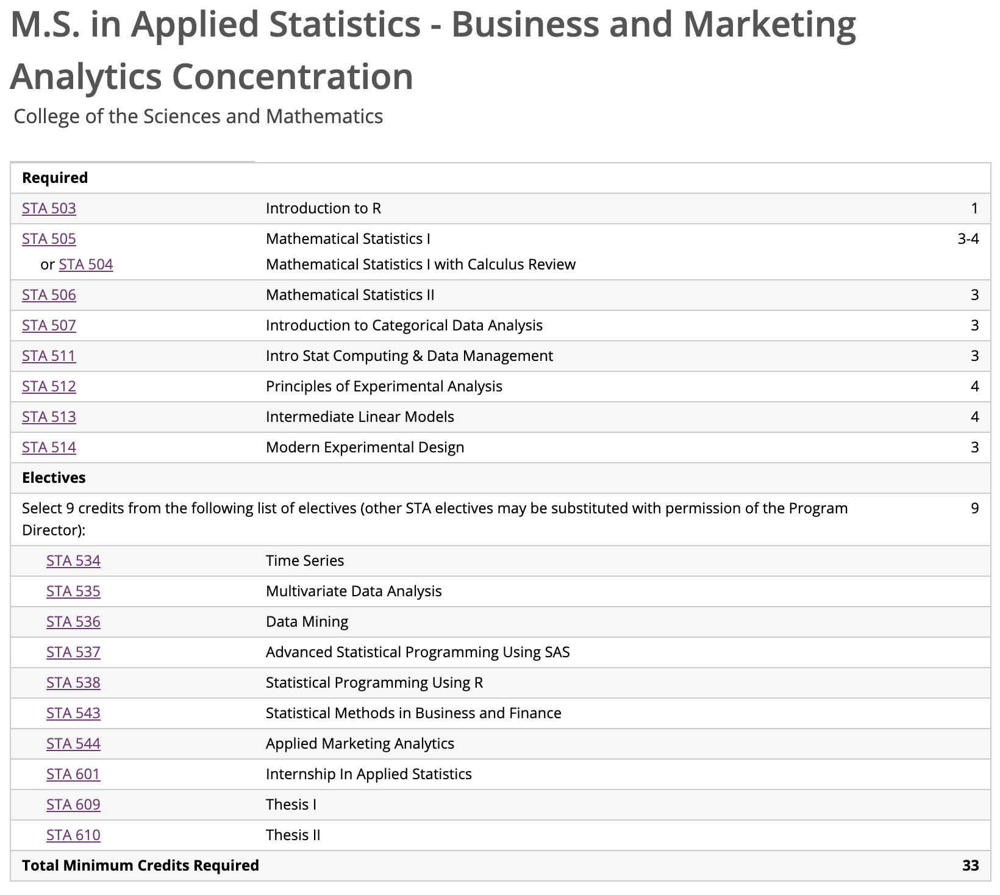 M.S. in Applied Statistics - Business and Marketing
Analytics Concentration
College of the Sciences and Mathematics
Required
STA 503 Introduction to R 1
STA 505 Mathematical Statistics I 3-4
or STA 504 Mathematical Statistics I with Calculus Review
STA 506 Mathematical Statistics II 3
STA 507 Introduction to Categorical Data Analysis 3
STA 511 Intro Stat Computing & Data Management 3
STA 512 Principles of Experimental Analysis 4
STA 513 Intermediate Linear Models 4
STA 514 Modern Experimental Design 3
Electives
Select 9 credits from the following list of electives (other STA electives may be substituted with permission of the Program 9
Director):
STA 534 Time Series
STA 535 Multivariate Data Analysis
STA 536 Data Mining
STA 537 Advanced Statistical Programming Using SAS
STA 538 Statistical Programming Using R
STA 543 Statistical Methods in Business and Finance
STA 544 Applied Marketing Analytics
STA 601 Internship In Applied Statistics
STA 609 Thesis I
STA 610 Thesis II
Total Minimum Credits Required 33